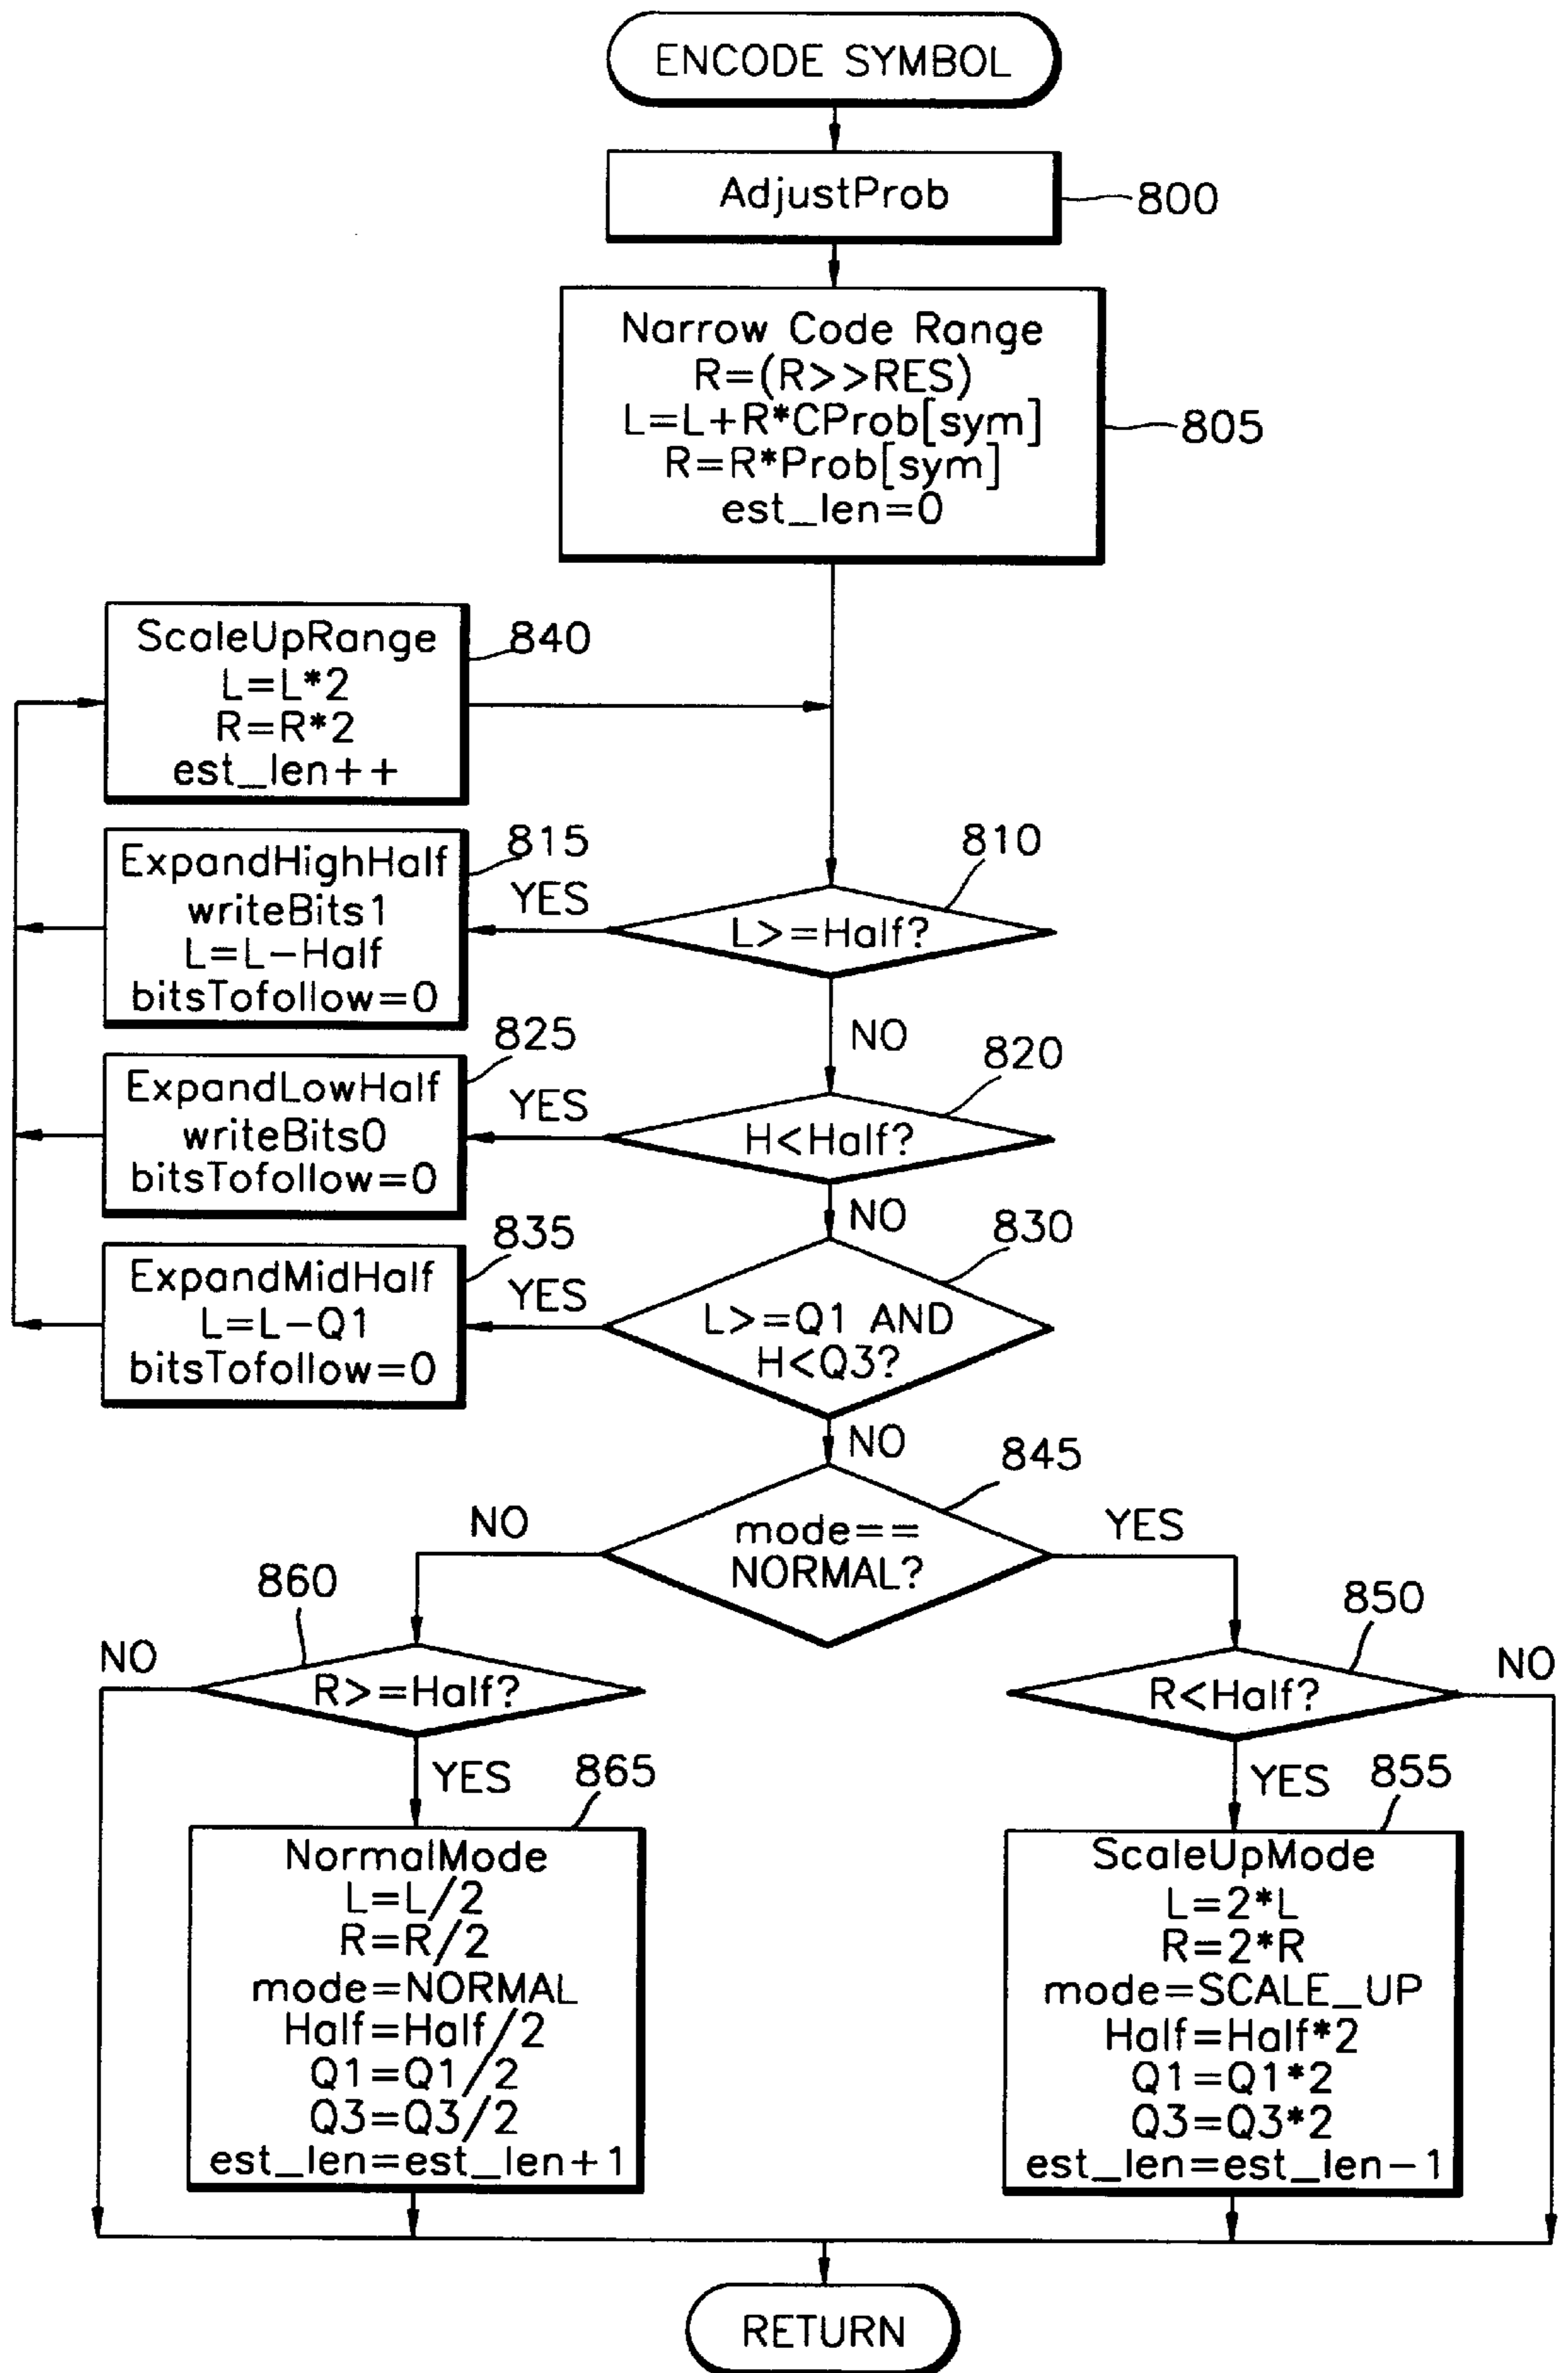 ENCODE SYMBOL
AdjustProb
800
Narrow Code Range
R=(R>>RES)
L=L+R*CProb[sym]
R=R*Prob[sym]
est_len=0
805
ScaleUpRange
L=L*2
R=R*2
est_len++
840
ExpandHighHalf
writeBits1
L=L-Half
bitsTofollow=0
815
YES
L>=Half?
810
NO
ExpandLowHalf
writeBits0
bitsTofollow=0
825
YES
H<Half?
820
NO
ExpandMidHalf
L=L-Q1
bitsTofollow=0
835
YES
L>=Q1 AND
H<Q3?
830
NO
mode==
NORMAL?
845
NO
YES
860
R>=Half?
NO
YES
850
R<Half?
NO
YES
865
NormalMode
L=L/2
R=R/2
mode=NORMAL
Half=Half/2
Q1=Q1/2
Q3=Q3/2
est_len=est_len+1
855
ScaleUpMode
L=2*L
R=2*R
mode=SCALE_UP
Half=Half*2
Q1=Q1*2
Q3=Q3*2
est_len=est_len-1
RETURN